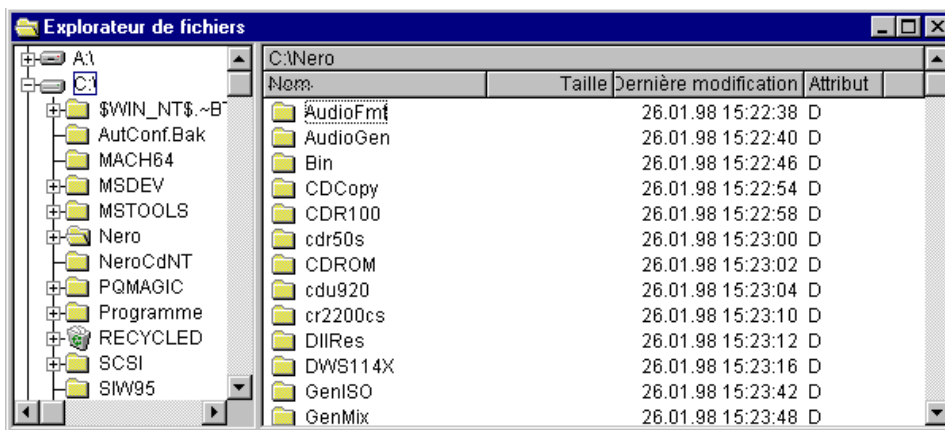 Explorateur de fichiers
A:\
C:\
$WIN_NT$.~BT
AutConf.Bak
MACH64
MSDEV
MSTOOLS
Nero
NeroCdNT
PQMAGIC
Programme
RECYCLED
SCSI
SIW95
C:\Nero
Nom Taille Dernière modification Attribut
AudioFmt 26.01.98 15:22:38 D
AudioGen 26.01.98 15:22:40 D
Bin 26.01.98 15:22:46 D
CDCopy 26.01.98 15:22:54 D
CDR100 26.01.98 15:22:58 D
cdr50s 26.01.98 15:23:00 D
CDROM 26.01.98 15:23:02 D
cdu920 26.01.98 15:23:04 D
cr2200cs 26.01.98 15:23:10 D
DllRes 26.01.98 15:23:12 D
DWS114X 26.01.98 15:23:16 D
GenISO 26.01.98 15:23:42 D
GenMix 26.01.98 15:23:48 D